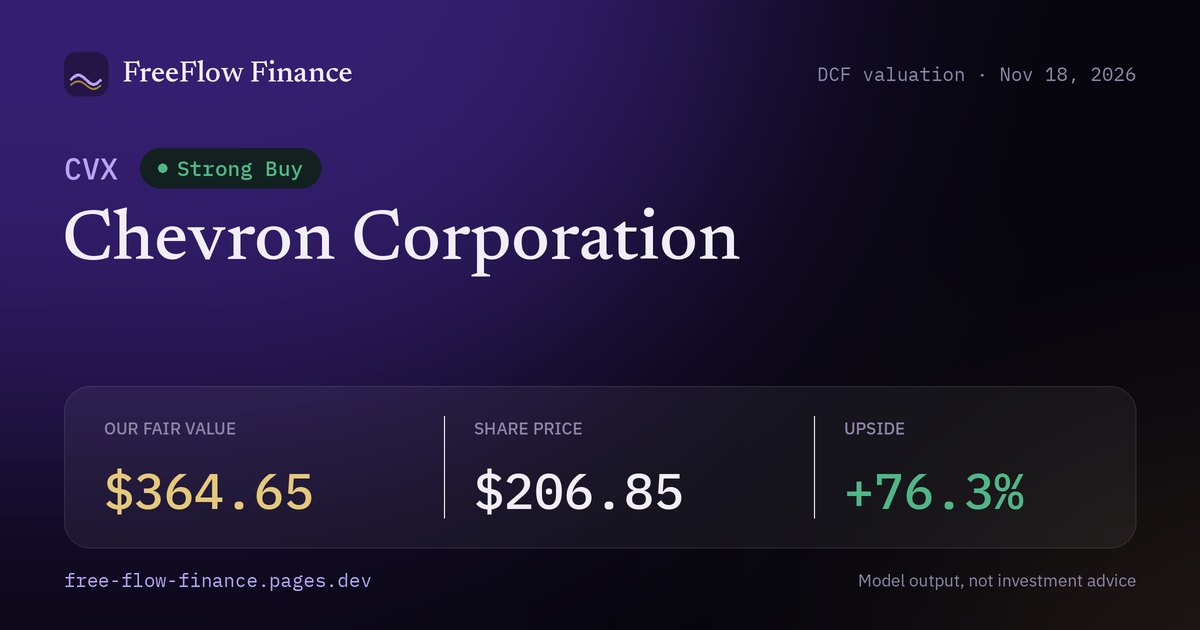 FreeFlow Finance
DCF valuation · Nov 18, 2026
CVX
Strong Buy
Chevron Corporation
OUR FAIR VALUE
SHARE PRICE
UPSIDE
$364.65
$206.85
+76.3%
free-flow-finance.pages.dev
Model output, not investment advice